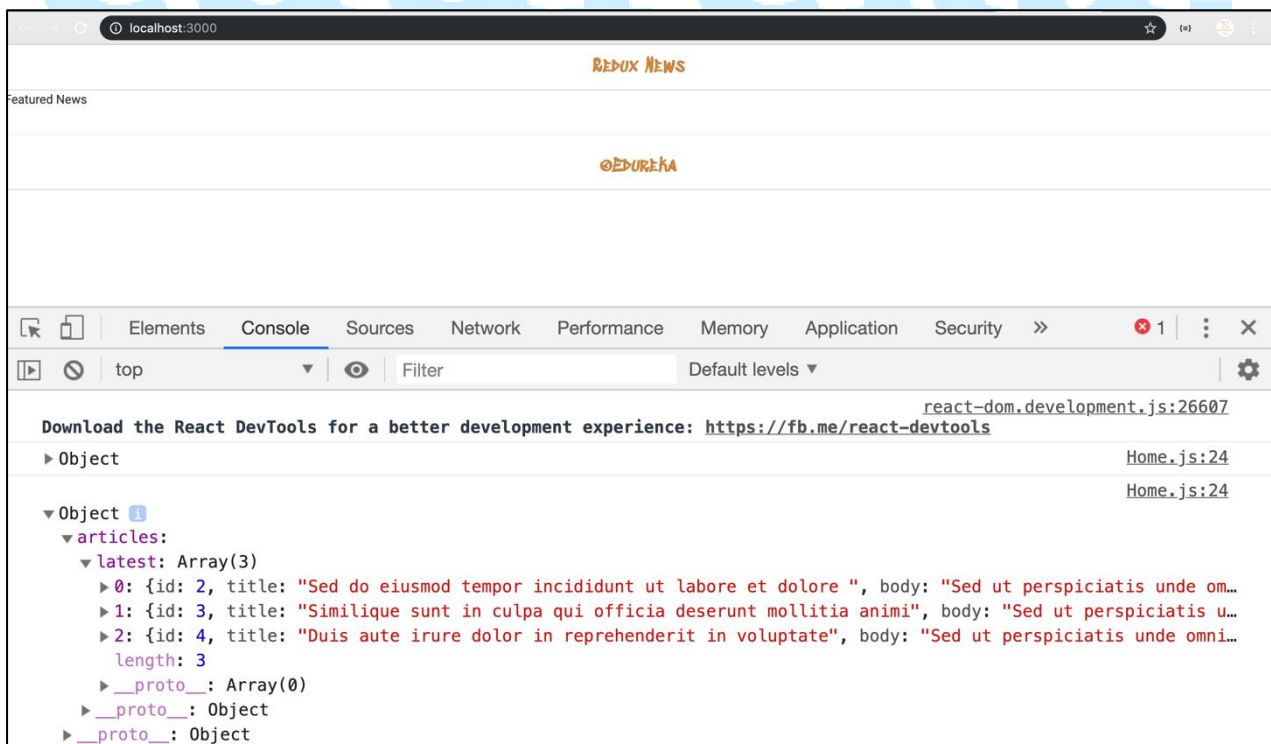 localhost:3000
REDUX NEWS
Featured News
@EDUREKA
Elements Console Sources Network Performance Memory Application Security » 1
top Filter Default levels
react-dom.development.js:26607
Download the React DevTools for a better development experience: https://fb.me/react-devtools
Object Home.js:24
Home.js:24
Object i
articles:
latest: Array(3)
0: {id: 2, title: "Sed do eiusmod tempor incididunt ut labore et dolore ", body: "Sed ut perspiciatis unde om…
1: {id: 3, title: "Similique sunt in culpa qui officia deserunt mollitia animi", body: "Sed ut perspiciatis u…
2: {id: 4, title: "Duis aute irure dolor in reprehenderit in voluptate", body: "Sed ut perspiciatis unde omni…
length: 3
__proto__: Array(0)
__proto__: Object
__proto__: Object